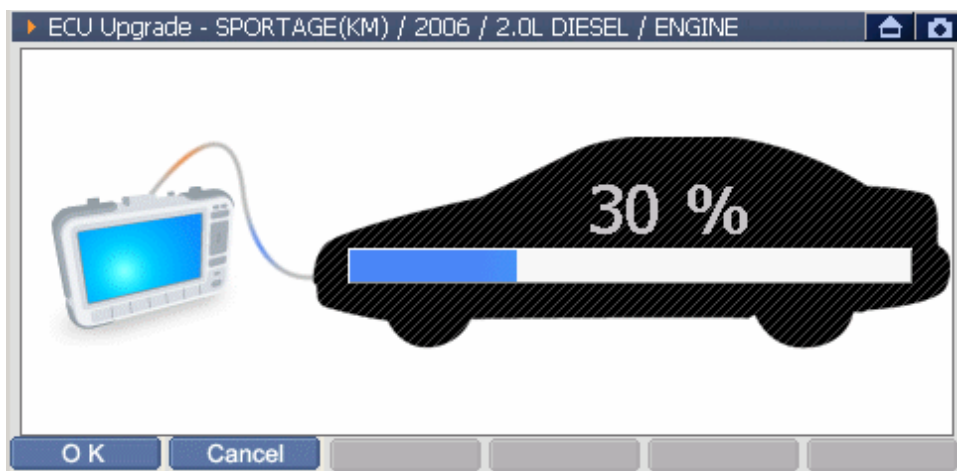 ECU Upgrade - SPORTAGE(KM) / 2006 / 2.0L DIESEL / ENGINE
30 %
O K Cancel